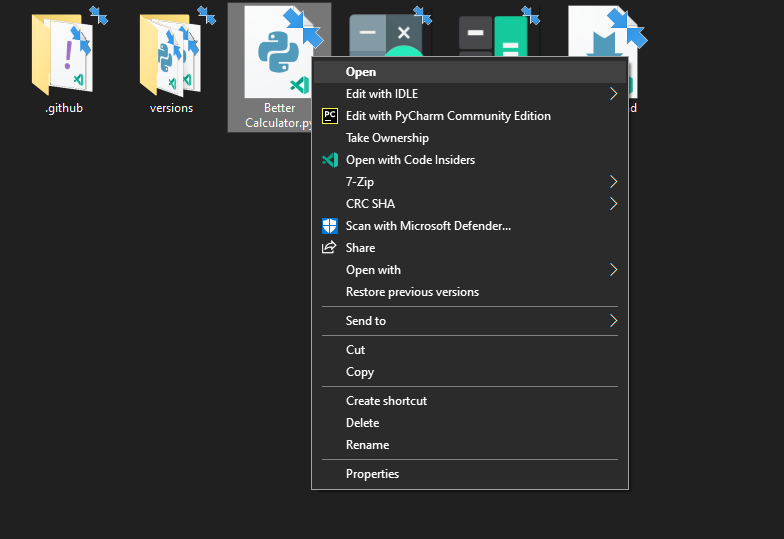 .github
versions
Better
Calculator.py
d
Open
Edit with IDLE
PC
Edit with PyCharm Community Edition
Take Ownership
Open with Code Insiders
7-Zip
CRC SHA
Scan with Microsoft Defender...
Share
Open with
Restore previous versions
Send to
Cut
Copy
Create shortcut
Delete
Rename
Properties